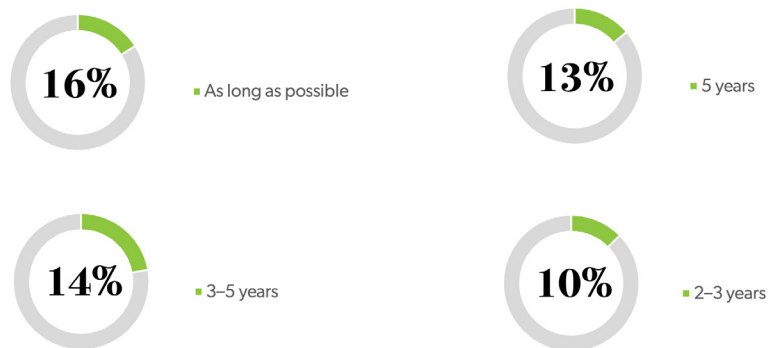 16%
As long as possible
13%
5 years
14%
3–5 years
10%
2–3 years